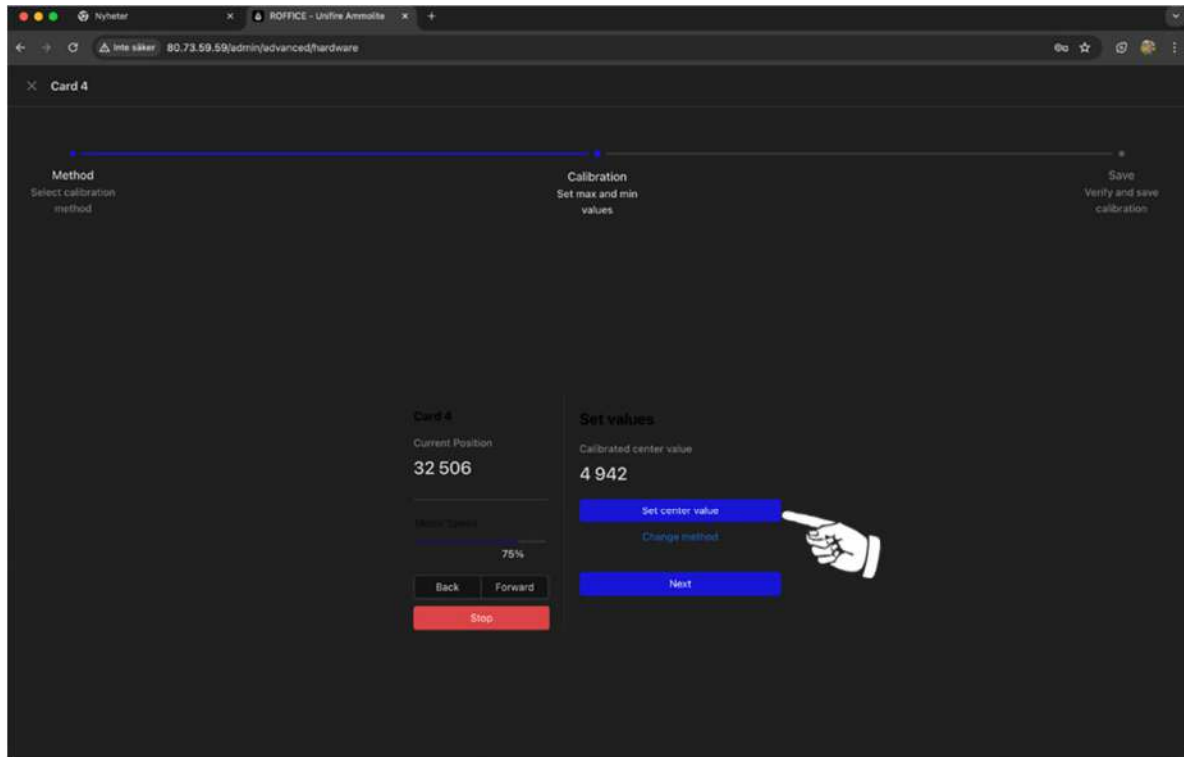 Nyheter
ROFFICE - Unifire Ammolite
Inte säker 80.73.59.59/admin/advanced/hardware
Card 4
Method
Select calibration
method
Calibration
Set max and min
values
Save
Verify and save
calibration
Card 4
Current Position
32 506
Motor Speed
75%
Back Forward
Stop
Set values
Calibrated center value
4 942
Set center value
Change method
Next